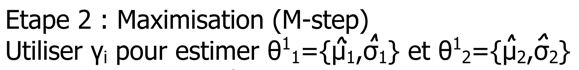 Etape 2 : Maximisation (M-step)
Utiliser γᵢ pour estimer θ¹₁={μ̂₁,σ̂₁} et θ¹₂={μ̂₂,σ̂₂}